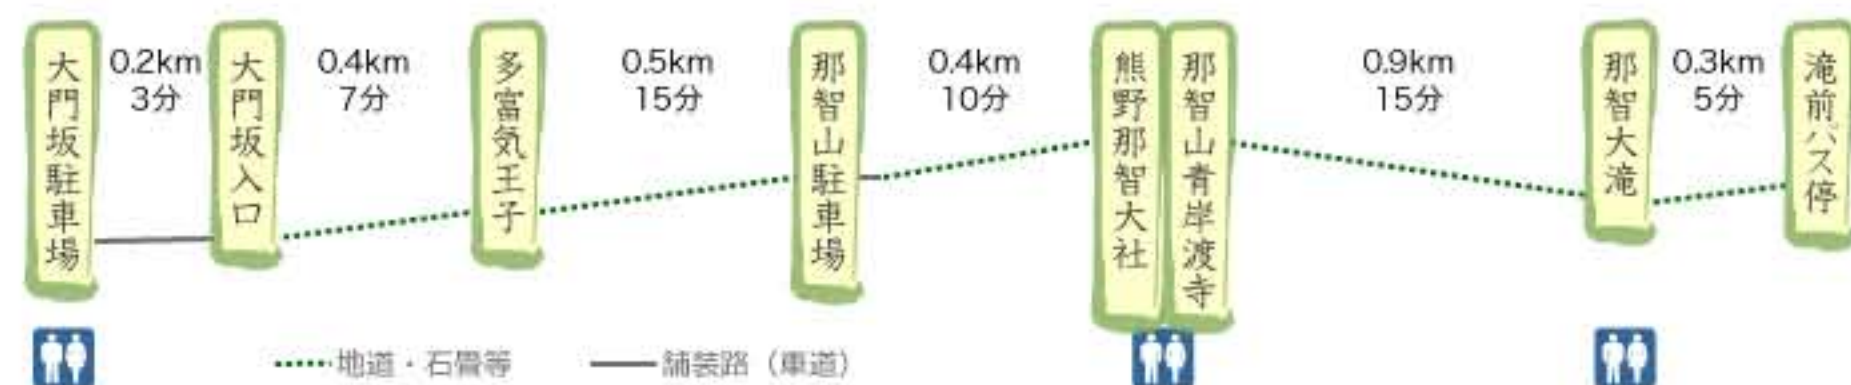 大門坂駐車場
0.2km
3分
大門坂入口
0.4km
7分
多富気王子
0.5km
15分
那智山駐車場
0.4km
10分
熊野那智大社
那智山青岸渡寺
0.9km
15分
那智大滝
0.3km
5分
滝前バス停
地道・石畳等
舗装路（車道）